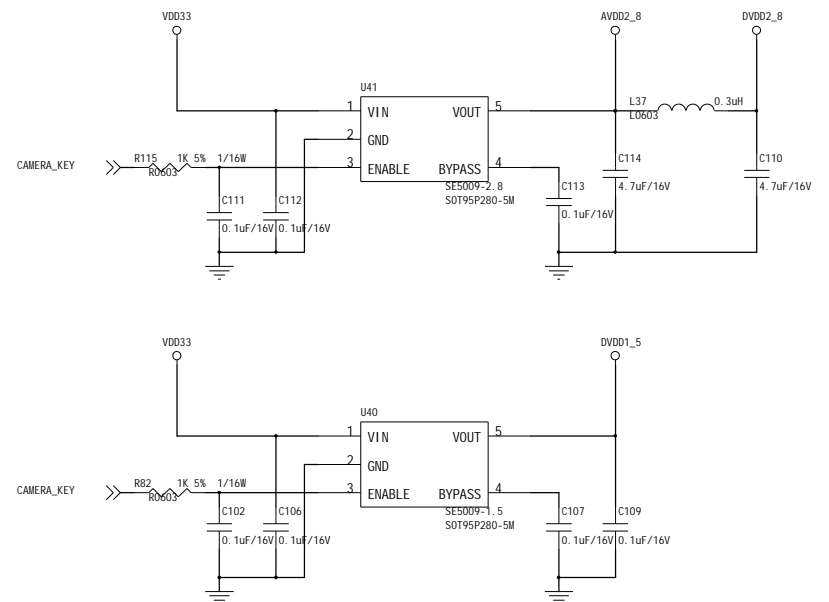 VDD33
AVDD2_8
DVDD2_8
U41
1
VIN
VOUT
5
L37
0.3uH
L0603
2
GND
CAMERA_KEY
R115
1K 5%
1/16W
R0603
3
ENABLE
BYPASS
4
SE5009-2.8
SOT95P280-5M
C111
0.1uF/16V
C112
0.1uF/16V
C113
0.1uF/16V
C114
4.7uF/16V
C110
4.7uF/16V
VDD33
DVDD1_5
U40
1
VIN
VOUT
5
2
GND
CAMERA_KEY
R82
1K 5%
1/16W
R0603
3
ENABLE
BYPASS
4
SE5009-1.5
SOT95P280-5M
C102
0.1uF/16V
C106
0.1uF/16V
C107
0.1uF/16V
C109
0.1uF/16V